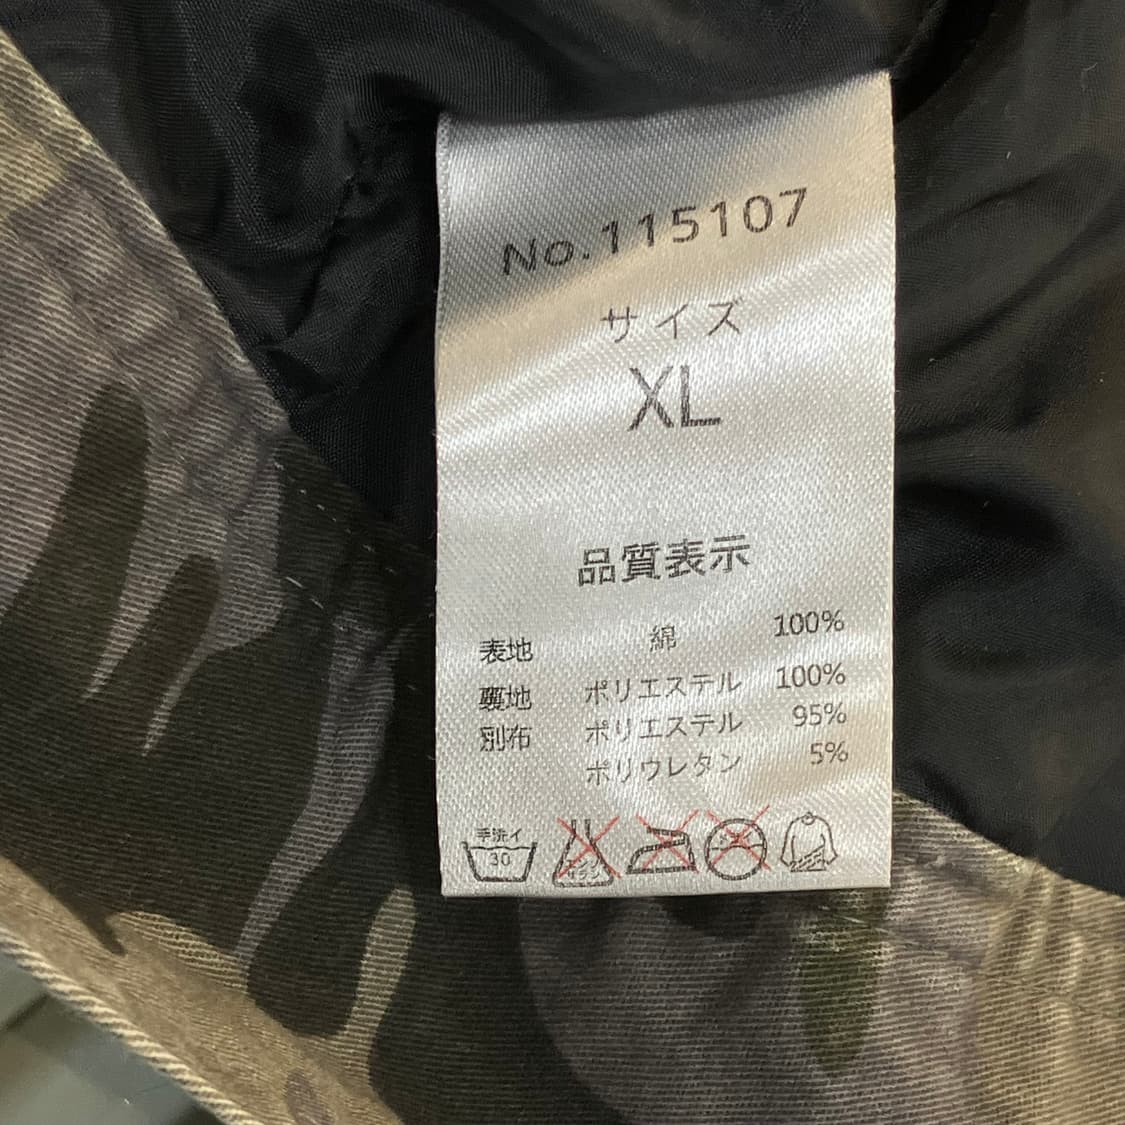 No.115107
サイズ
XL
品質表示
表地 綿 100%
裏地 ポリエステル 100%
別布 ポリエステル 95%
ポリウレタン 5%
手洗イ
30